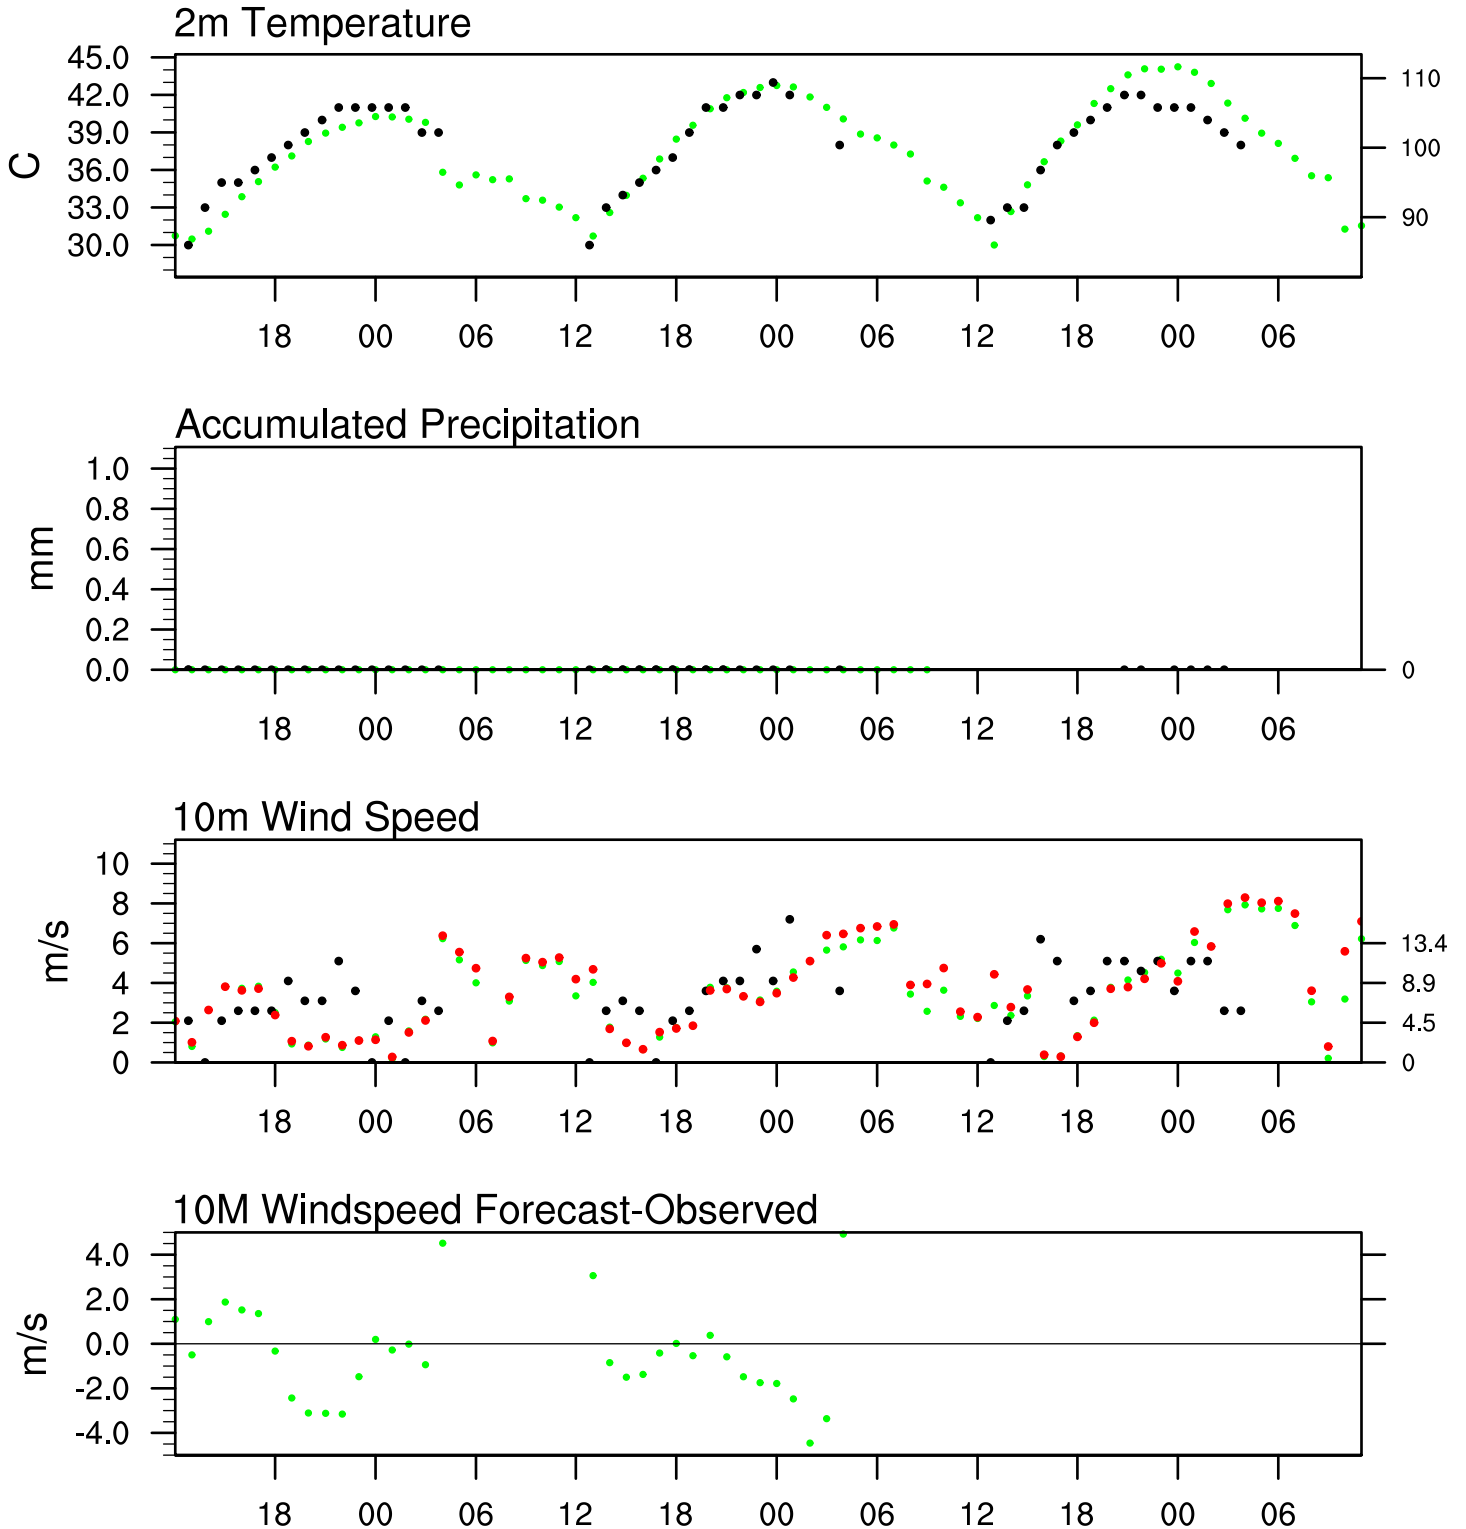 2m Temperature
45.0
42.0
39.0
36.0
33.0
30.0
C
110
100
90
18 00 06 12 18 00 06 12 18 00 06
Accumulated Precipitation
1.0
0.8
0.6
0.4
0.2
0.0
mm
0
18 00 06 12 18 00 06 12 18 00 06
10m Wind Speed
10
8
6
4
2
0
m/s
13.4
8.9
4.5
0
18 00 06 12 18 00 06 12 18 00 06
10M Windspeed Forecast-Observed
4.0
2.0
0.0
-2.0
-4.0
m/s
18 00 06 12 18 00 06 12 18 00 06